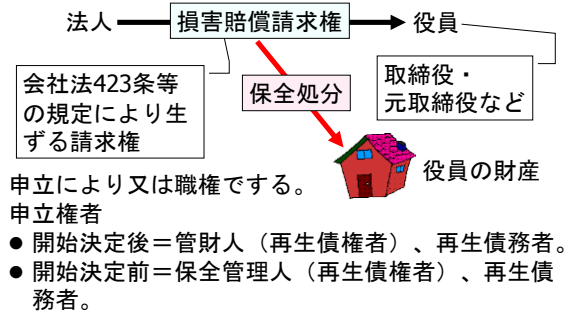 法人 損害賠償請求権 役員
会社法423条等
の規定により生
ずる請求権
保全処分
取締役・
元取締役など
役員の財産
申立により又は職権でする。
申立権者
● 開始決定後＝管財人（再生債権者）、再生債務者。
● 開始決定前＝保全管理人（再生債権者）、再生債
務者。